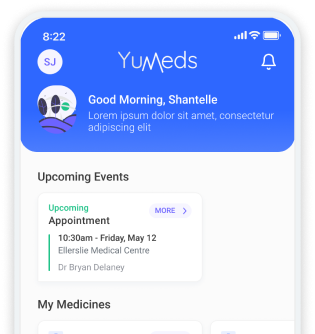 8:22
SJ
YuMeds
Good Morning, Shantelle
Lorem ipsum dolor sit amet, consectetur
adipiscing elit
Upcoming Events
Upcoming
MORE >
Appointment
10:30am - Friday, May 12
Ellerslie Medical Centre
Dr Bryan Delaney
My Medicines